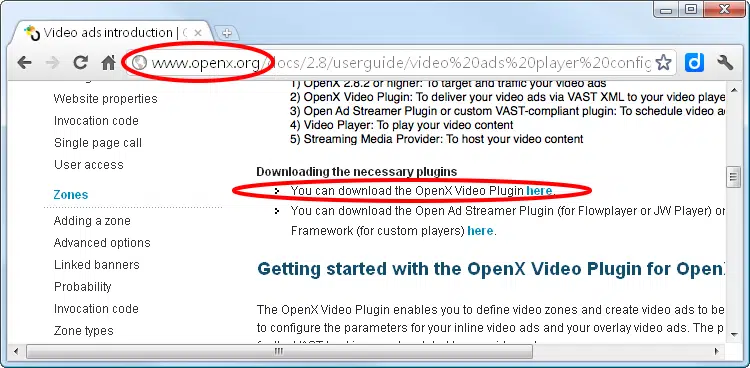 Video ads introduction | O
www.openx.org/docs/2.8/userguide/video%20ads%20player%20config
Website properties
Invocation code
Single page call
User access
Zones
Adding a zone
Advanced options
Linked banners
Probability
Invocation code
Zone types
1) OpenX 2.8.2 or higher: To target and traffic your video ads
2) OpenX Video Plugin: To deliver your video ads via VAST XML to your video playe
3) Open Ad Streamer Plugin or custom VAST-compliant plugin: To schedule video ad
4) Video Player: To play your video content
5) Streaming Media Provider: To host your video content
Downloading the necessary plugins
You can download the OpenX Video Plugin here.
You can download the Open Ad Streamer Plugin (for Flowplayer or JW Player) or
Framework (for custom players) here.
Getting started with the OpenX Video Plugin for Open
The OpenX Video Plugin enables you to define video zones and create video ads to be
to configure the parameters for your inline video ads and your overlay video ads. The p